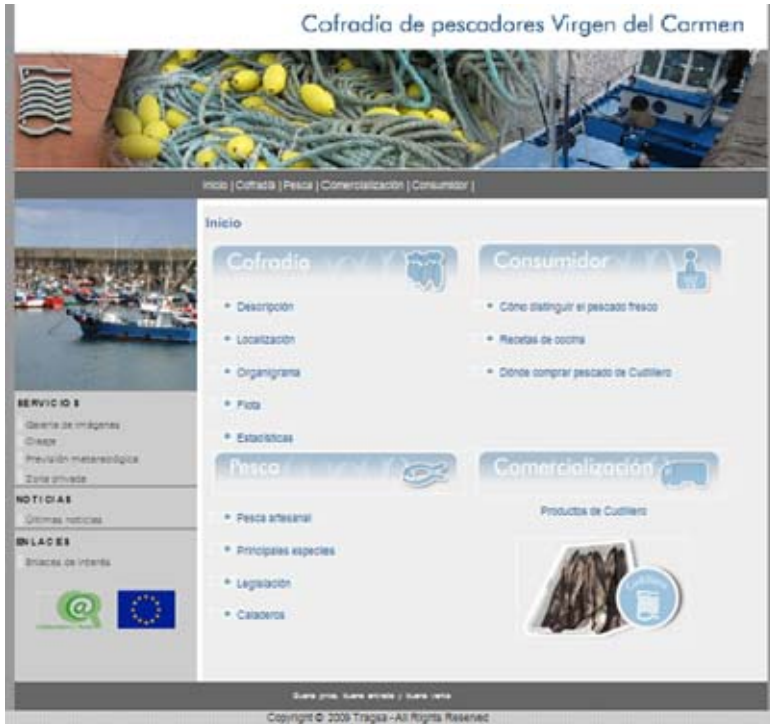 Cofradía de pescadores Virgen del Carmen
Inicio | Cofradía | Pesca | Comercialización | Consumidor |
Inicio
Cofradía
Descripción
Localización
Organigrama
Flota
Estadísticas
Consumidor
Cómo distinguir el pescado fresco
Recetas de cocina
Dónde comprar pescado de Cudillero
Pesca
Pesca artesanal
Principales especies
Legislación
Caladeros
Comercialización
Productos de Cudillero
SERVICIOS
Galería de imágenes
Oleaje
Previsión metereológica
Zona privada
NOTICIAS
Últimas noticias
ENLACES
Enlaces de interés
Copyright © 2009 Tragsa - All Rights Reserved